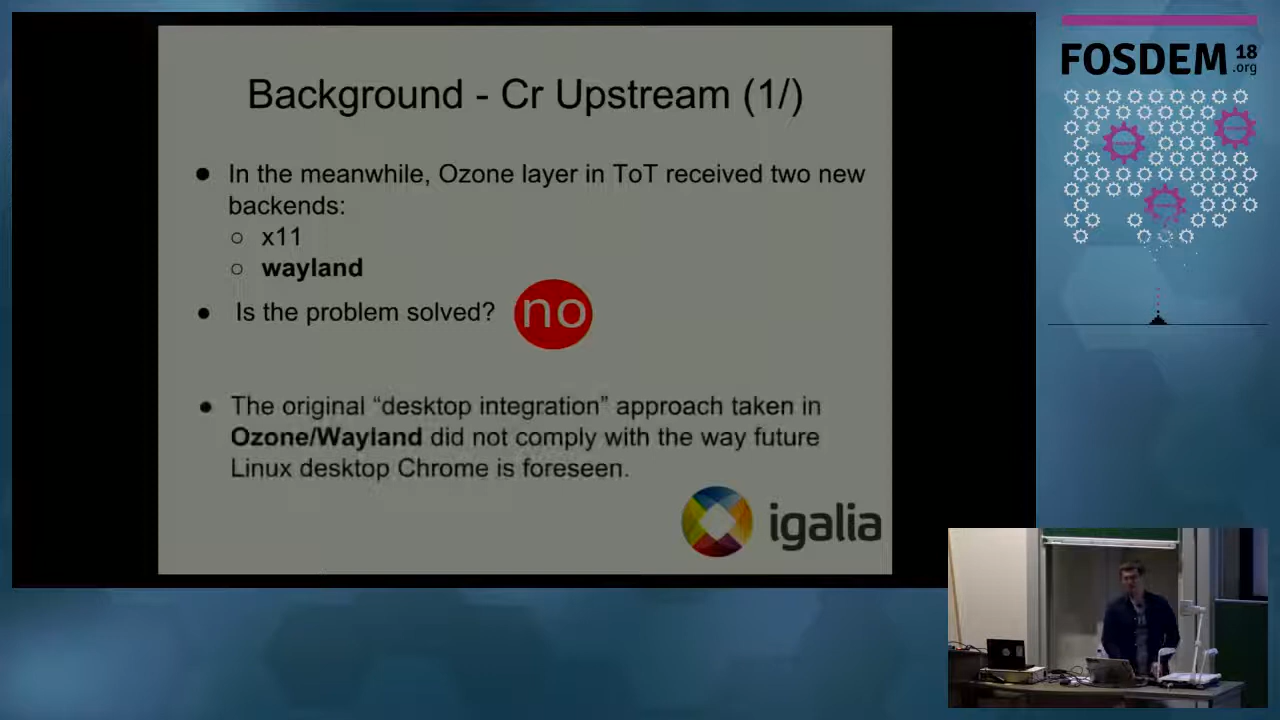 Background - Cr Upstream (1/)
● In the meanwhile, Ozone layer in ToT received two new
backends:
○ x11
○ wayland
● Is the problem solved? no
● The original “desktop integration” approach taken in
Ozone/Wayland did not comply with the way future
Linux desktop Chrome is foreseen.
igalia
FOSDEM 18
.org